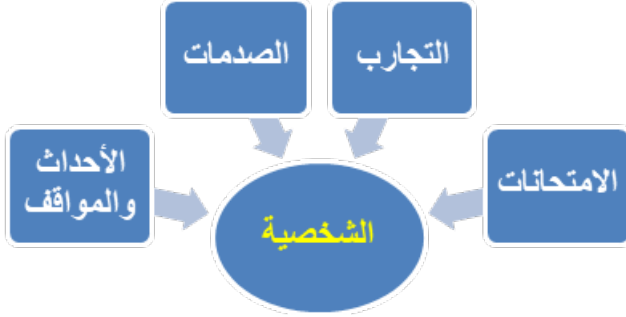 التجارب
الصدمات
الامتحانات
الأحداث
والمواقف
الشخصية